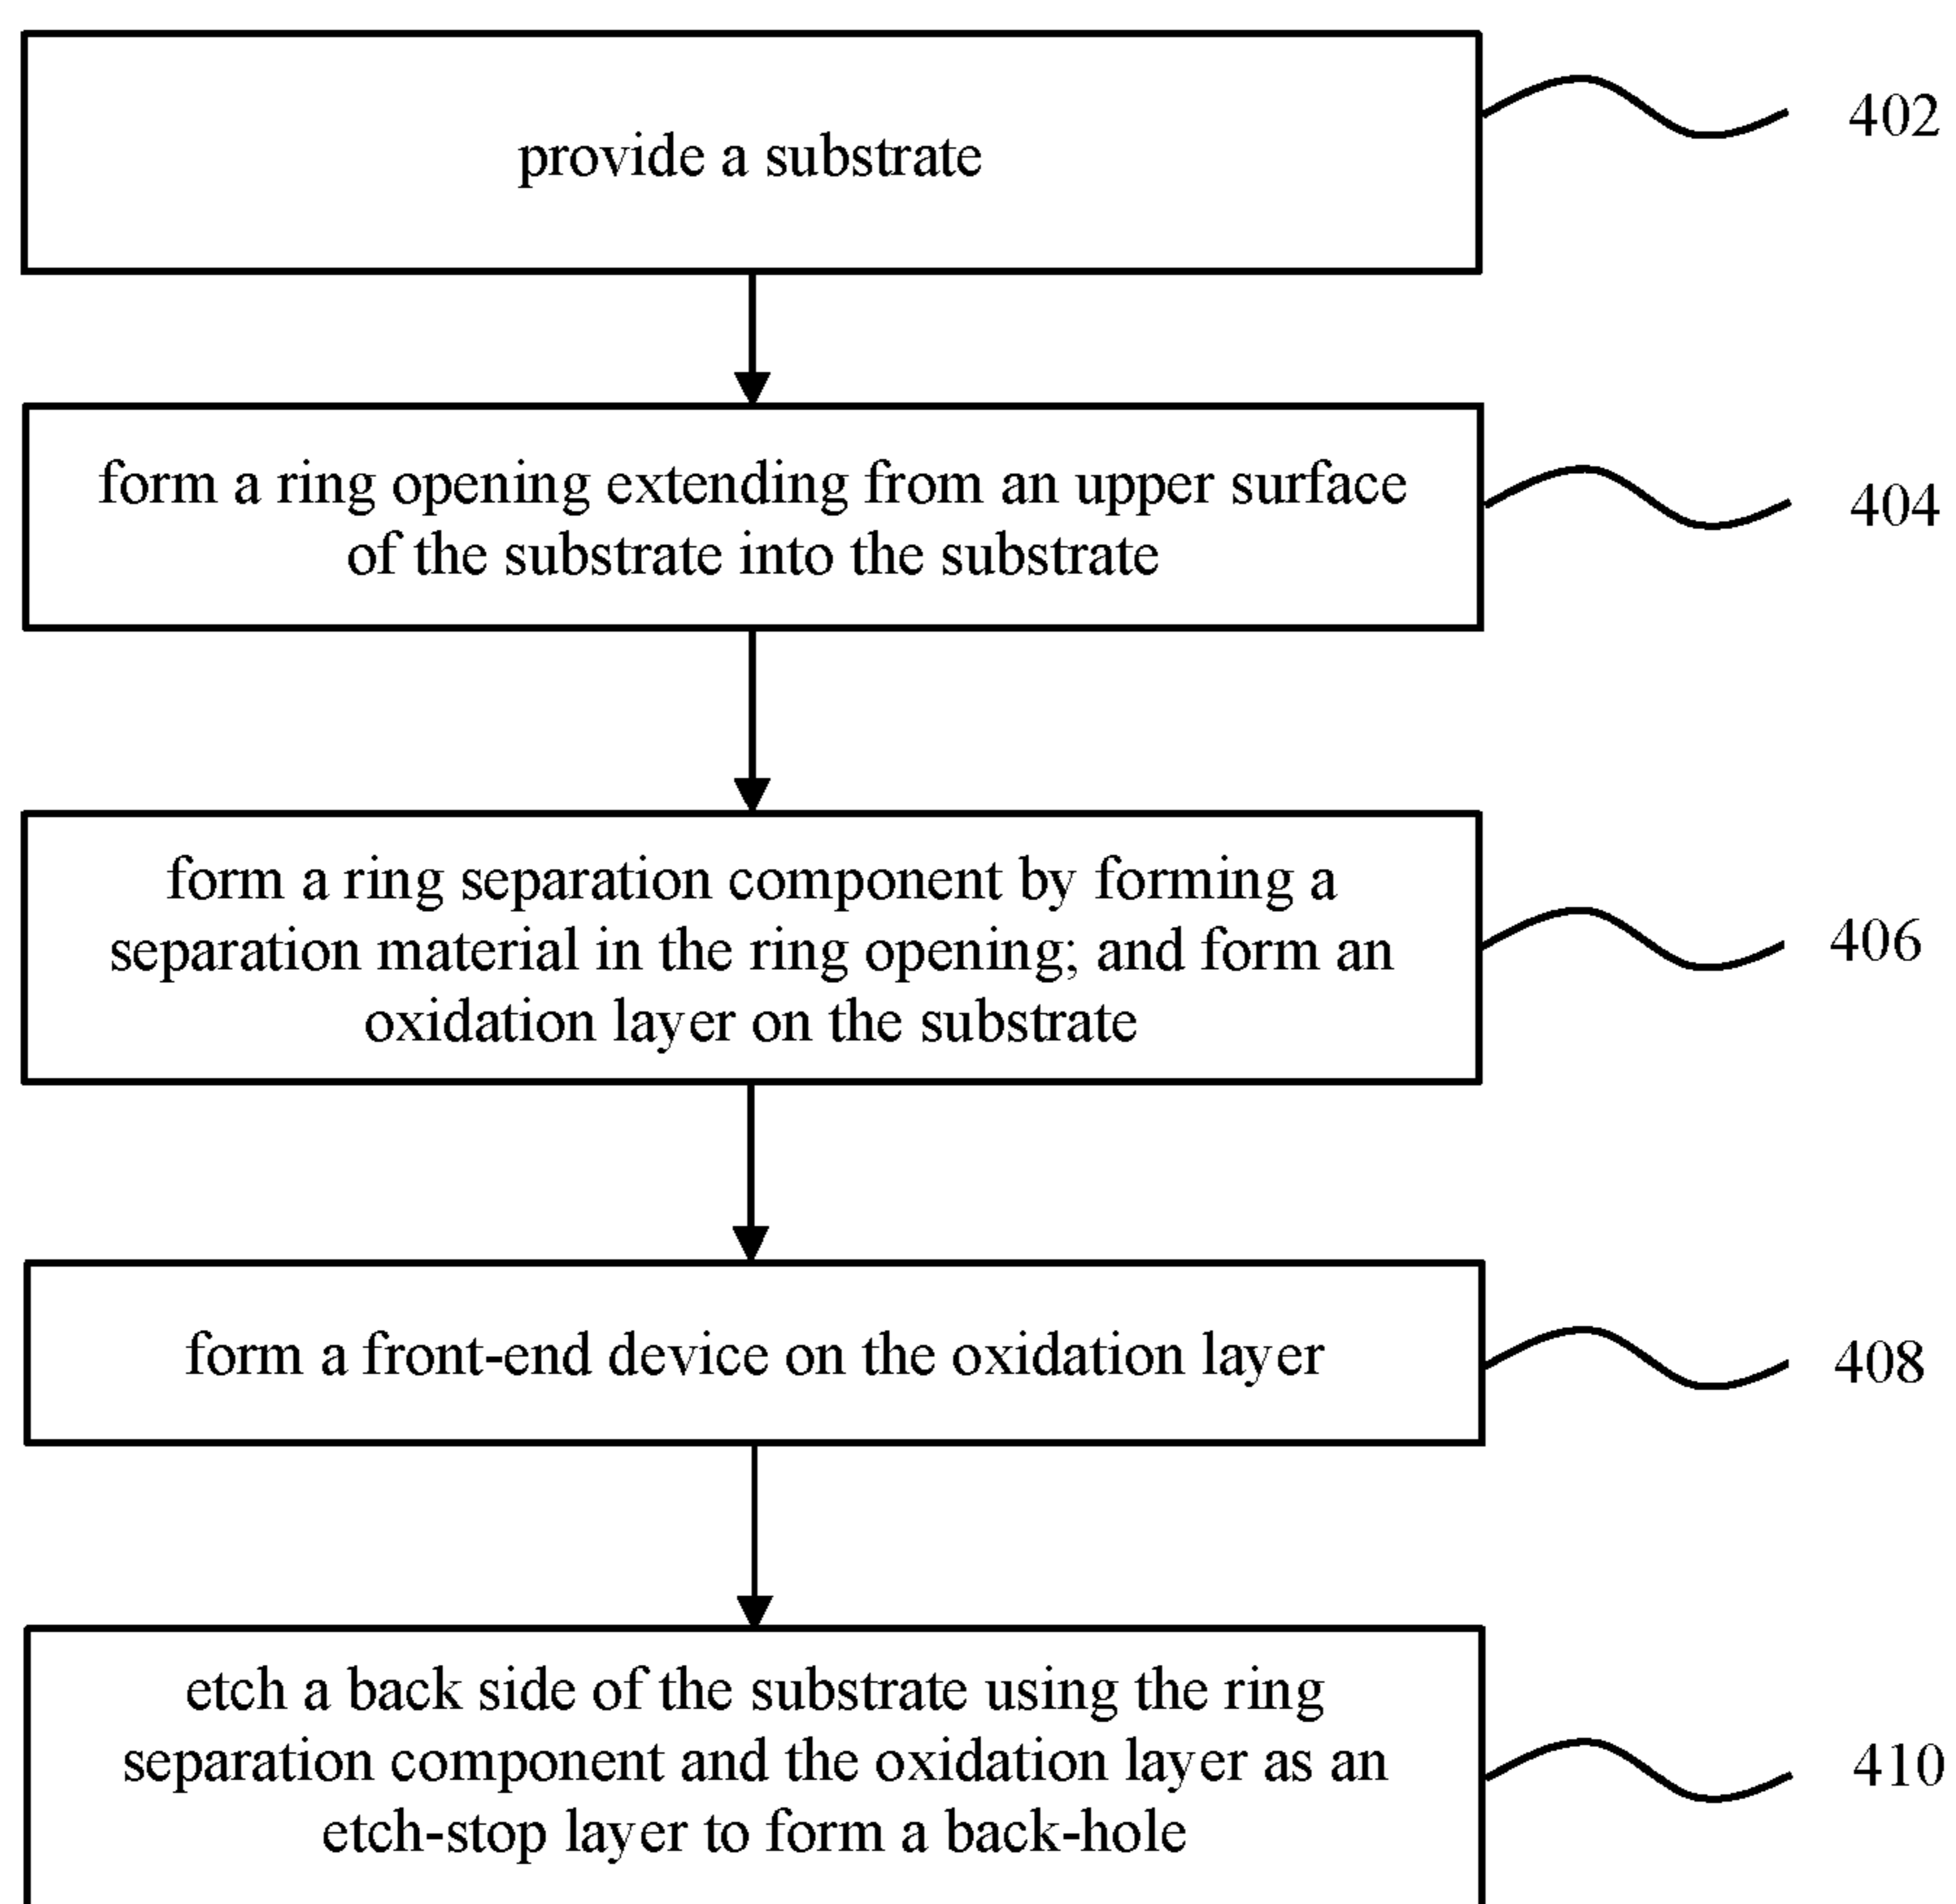 provide a substrate
402
form a ring opening extending from an upper surface
of the substrate into the substrate
404
form a ring separation component by forming a
separation material in the ring opening; and form an
oxidation layer on the substrate
406
form a front-end device on the oxidation layer
408
etch a back side of the substrate using the ring
separation component and the oxidation layer as an
etch-stop layer to form a back-hole
410